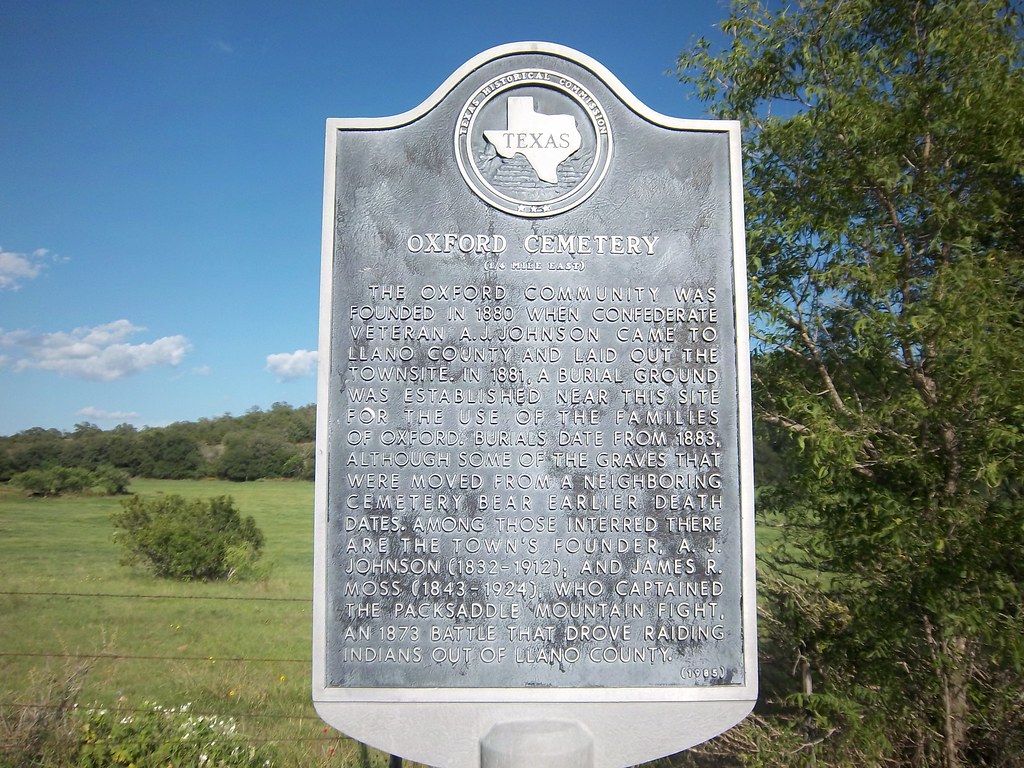 TEXAS HISTORICAL COMMISSION
TEXAS
OXFORD CEMETERY
(1/4 MILE EAST)
THE OXFORD COMMUNITY WAS
FOUNDED IN 1880 WHEN CONFEDERATE
VETERAN A.J. JOHNSON CAME TO
LLANO COUNTY AND LAID OUT THE
TOWNSITE. IN 1881, A BURIAL GROUND
WAS ESTABLISHED NEAR THIS SITE
FOR THE USE OF THE FAMILIES
OF OXFORD. BURIALS DATE FROM 1883,
ALTHOUGH SOME OF THE GRAVES THAT
WERE MOVED FROM A NEIGHBORING
CEMETERY BEAR EARLIER DEATH
DATES. AMONG THOSE INTERRED THERE
ARE THE TOWN'S FOUNDER, A. J.
JOHNSON (1832-1912); AND JAMES R.
MOSS (1843-1924), WHO CAPTAINED
THE PACKSADDLE MOUNTAIN FIGHT,
AN 1873 BATTLE THAT DROVE RAIDING
INDIANS OUT OF LLANO COUNTY.
(1985)